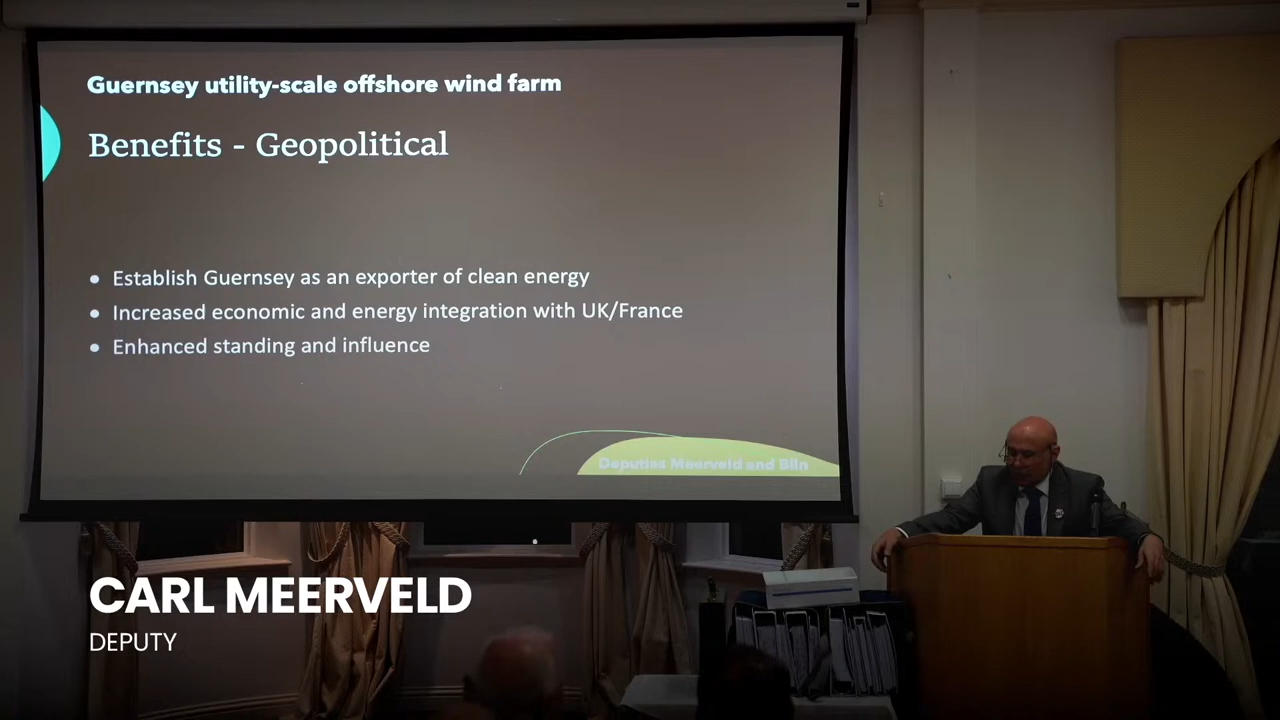 Guernsey utility-scale offshore wind farm
Benefits - Geopolitical
• Establish Guernsey as an exporter of clean energy
• Increased economic and energy integration with UK/France
• Enhanced standing and influence
Deputies Meerveld and Blin
CARL MEERVELD
DEPUTY